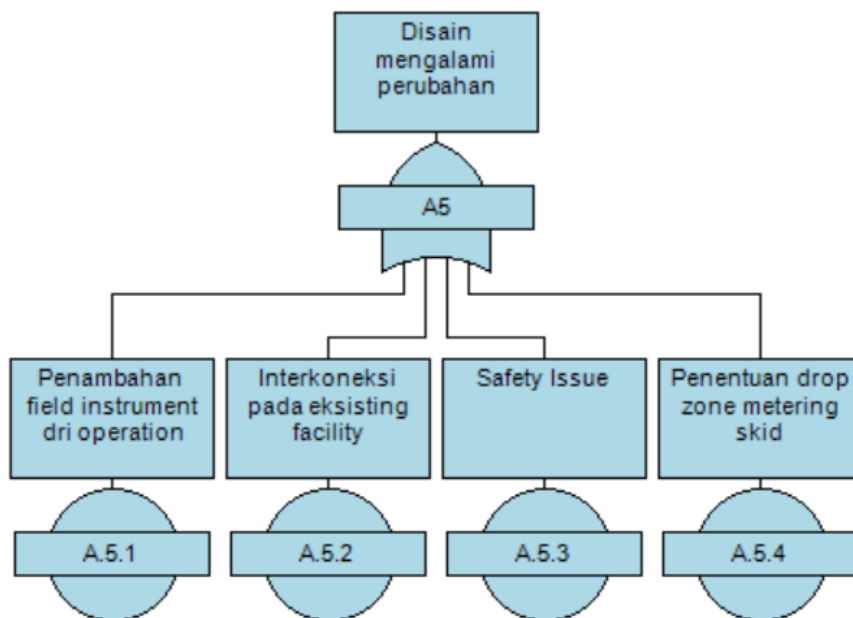 Disain
mengalami
perubahan
A5
Penambahan
field instrument
dri operation
Interkoneksi
pada eksisting
facility
Safety Issue
Penentuan drop
zone metering
skid
A.5.1
A.5.2
A.5.3
A.5.4